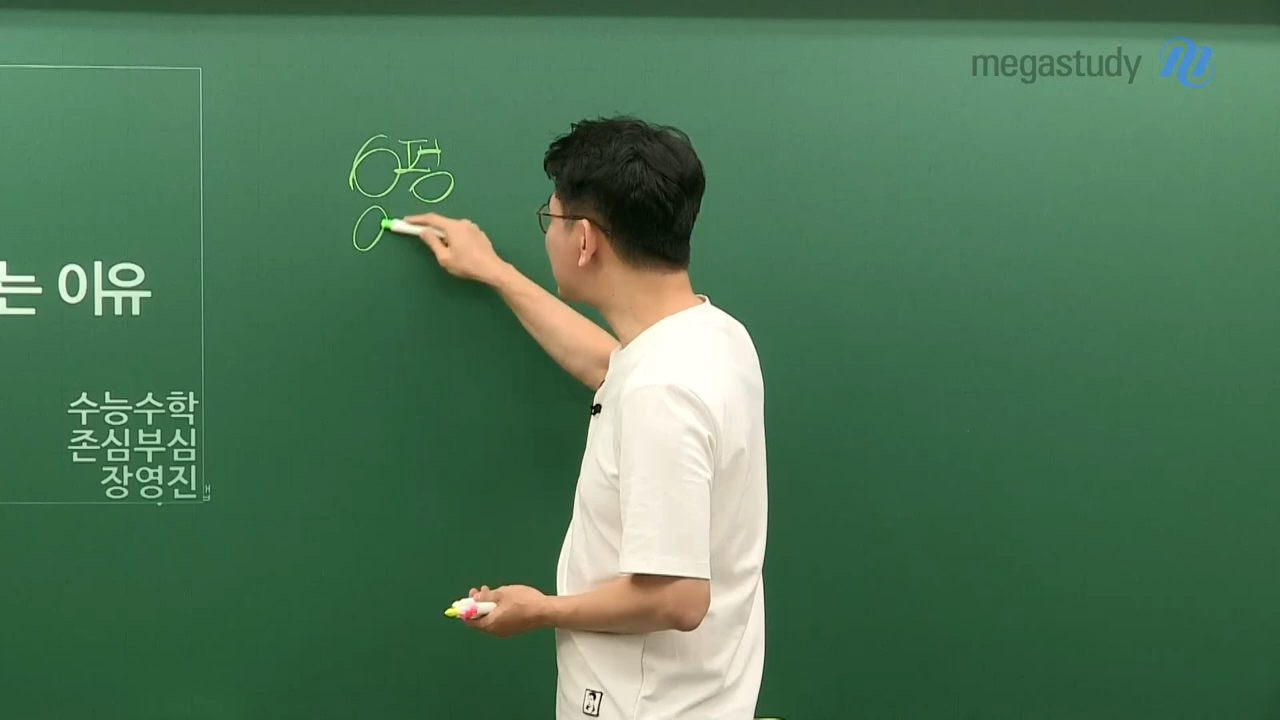 megastudy
6평
는 이유
수능수학
존심부심
장영진